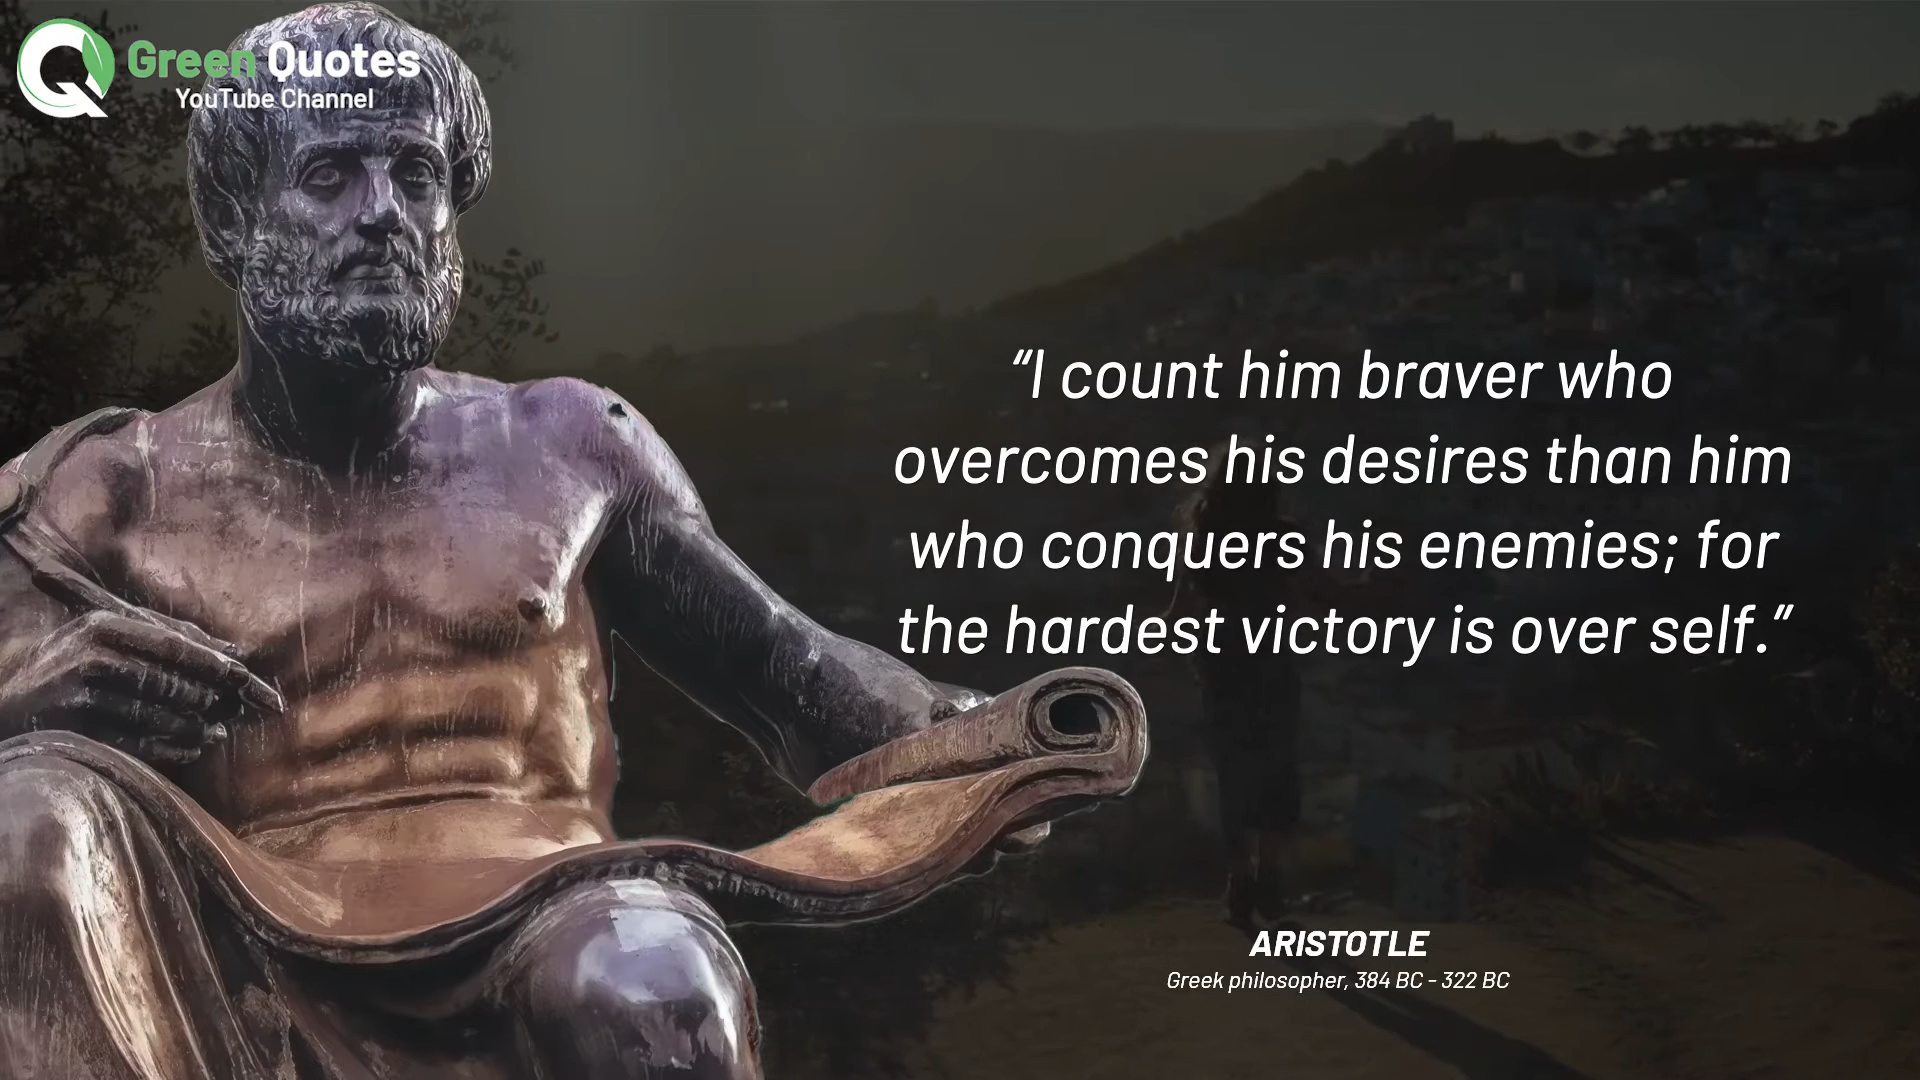 Green Quotes
YouTube Channel
“I count him braver who
overcomes his desires than him
who conquers his enemies; for
the hardest victory is over self.”
ARISTOTLE
Greek philosopher, 384 BC - 322 BC